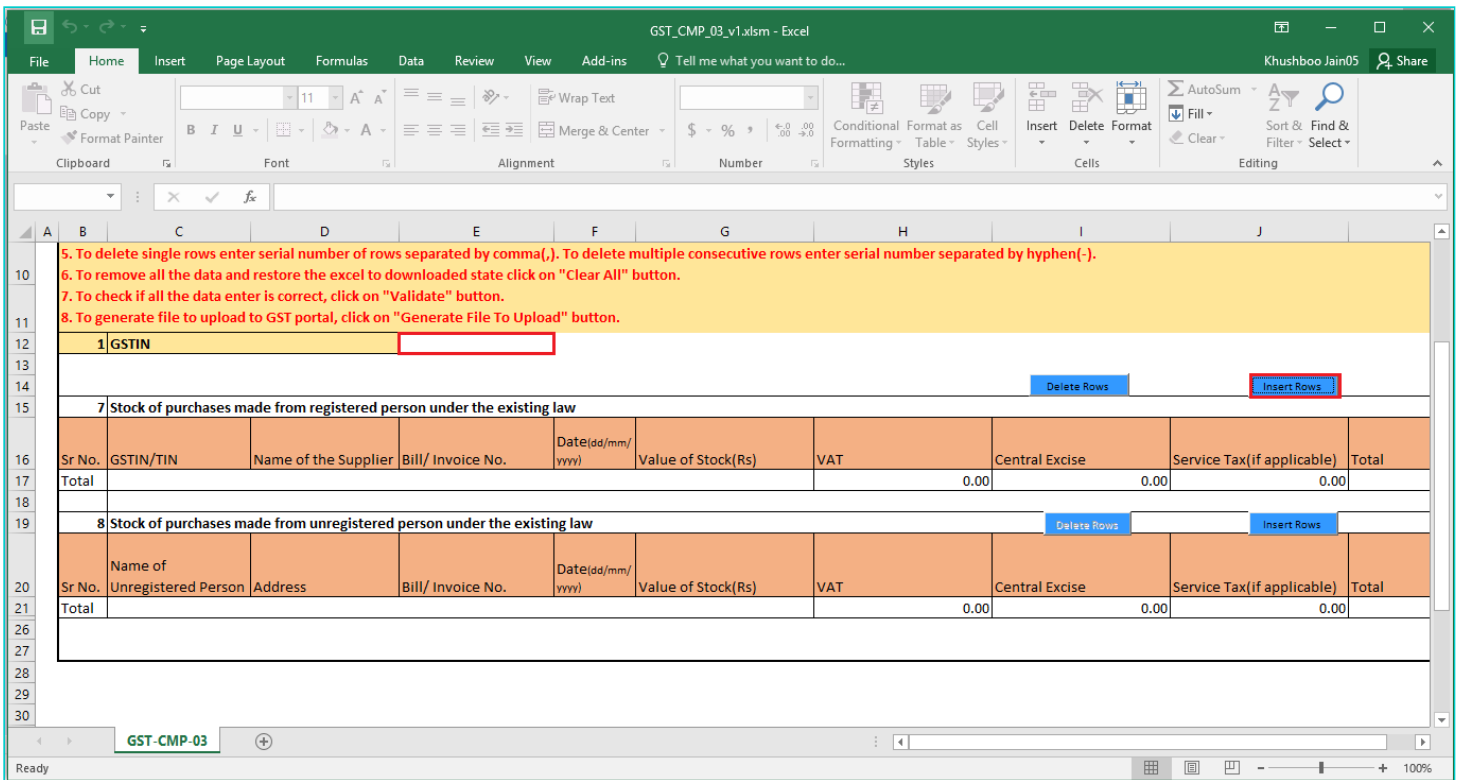 GST_CMP_03_v1.xlsm - Excel
File Home Insert Page Layout Formulas Data Review View Add-ins Tell me what you want to do... Khushboo Jain05 Share
Paste
Cut
Copy
Format Painter
Clipboard
11 A A
B I U A
Font
Wrap Text
Merge & Center
Alignment
$ % , .0 .00 .00 .0
Number
Conditional Formatting
Format as Table
Cell Styles
Styles
Insert Delete Format
Cells
AutoSum
Fill
Clear
Sort & Filter
Find & Select
Editing
fx
A B C D E F G H I J
5. To delete single rows enter serial number of rows separated by comma(,). To delete multiple consecutive rows enter serial number separated by hyphen(-).
10 6. To remove all the data and restore the excel to downloaded state click on "Clear All" button.
7. To check if all the data enter is correct, click on "Validate" button.
11 8. To generate file to upload to GST portal, click on "Generate File To Upload" button.
12 1 GSTIN
13
14 Delete Rows Insert Rows
15 7 Stock of purchases made from registered person under the existing law
16 Sr No. GSTIN/TIN Name of the Supplier Bill/ Invoice No. Date(dd/mm/yyyy) Value of Stock(Rs) VAT Central Excise Service Tax(if applicable) Total
17 Total 0.00 0.00 0.00
18
19 8 Stock of purchases made from unregistered person under the existing law Delete Rows Insert Rows
20 Sr No. Name of Unregistered Person Address Bill/ Invoice No. Date(dd/mm/yyyy) Value of Stock(Rs) VAT Central Excise Service Tax(if applicable) Total
21 Total 0.00 0.00 0.00
26
27
28
29
30
GST-CMP-03
Ready 100%